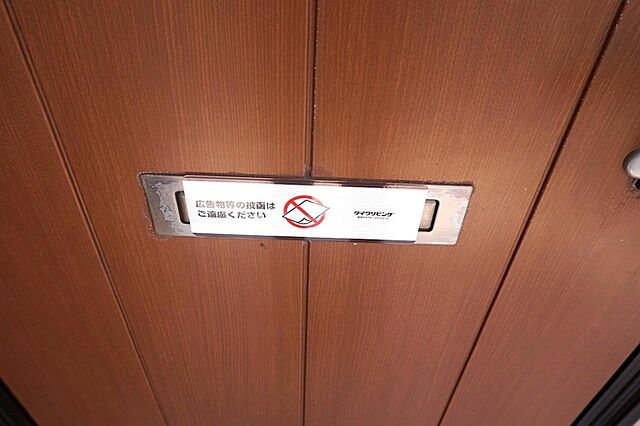 広告物等の投函は
ご遠慮ください
ダイワリビング